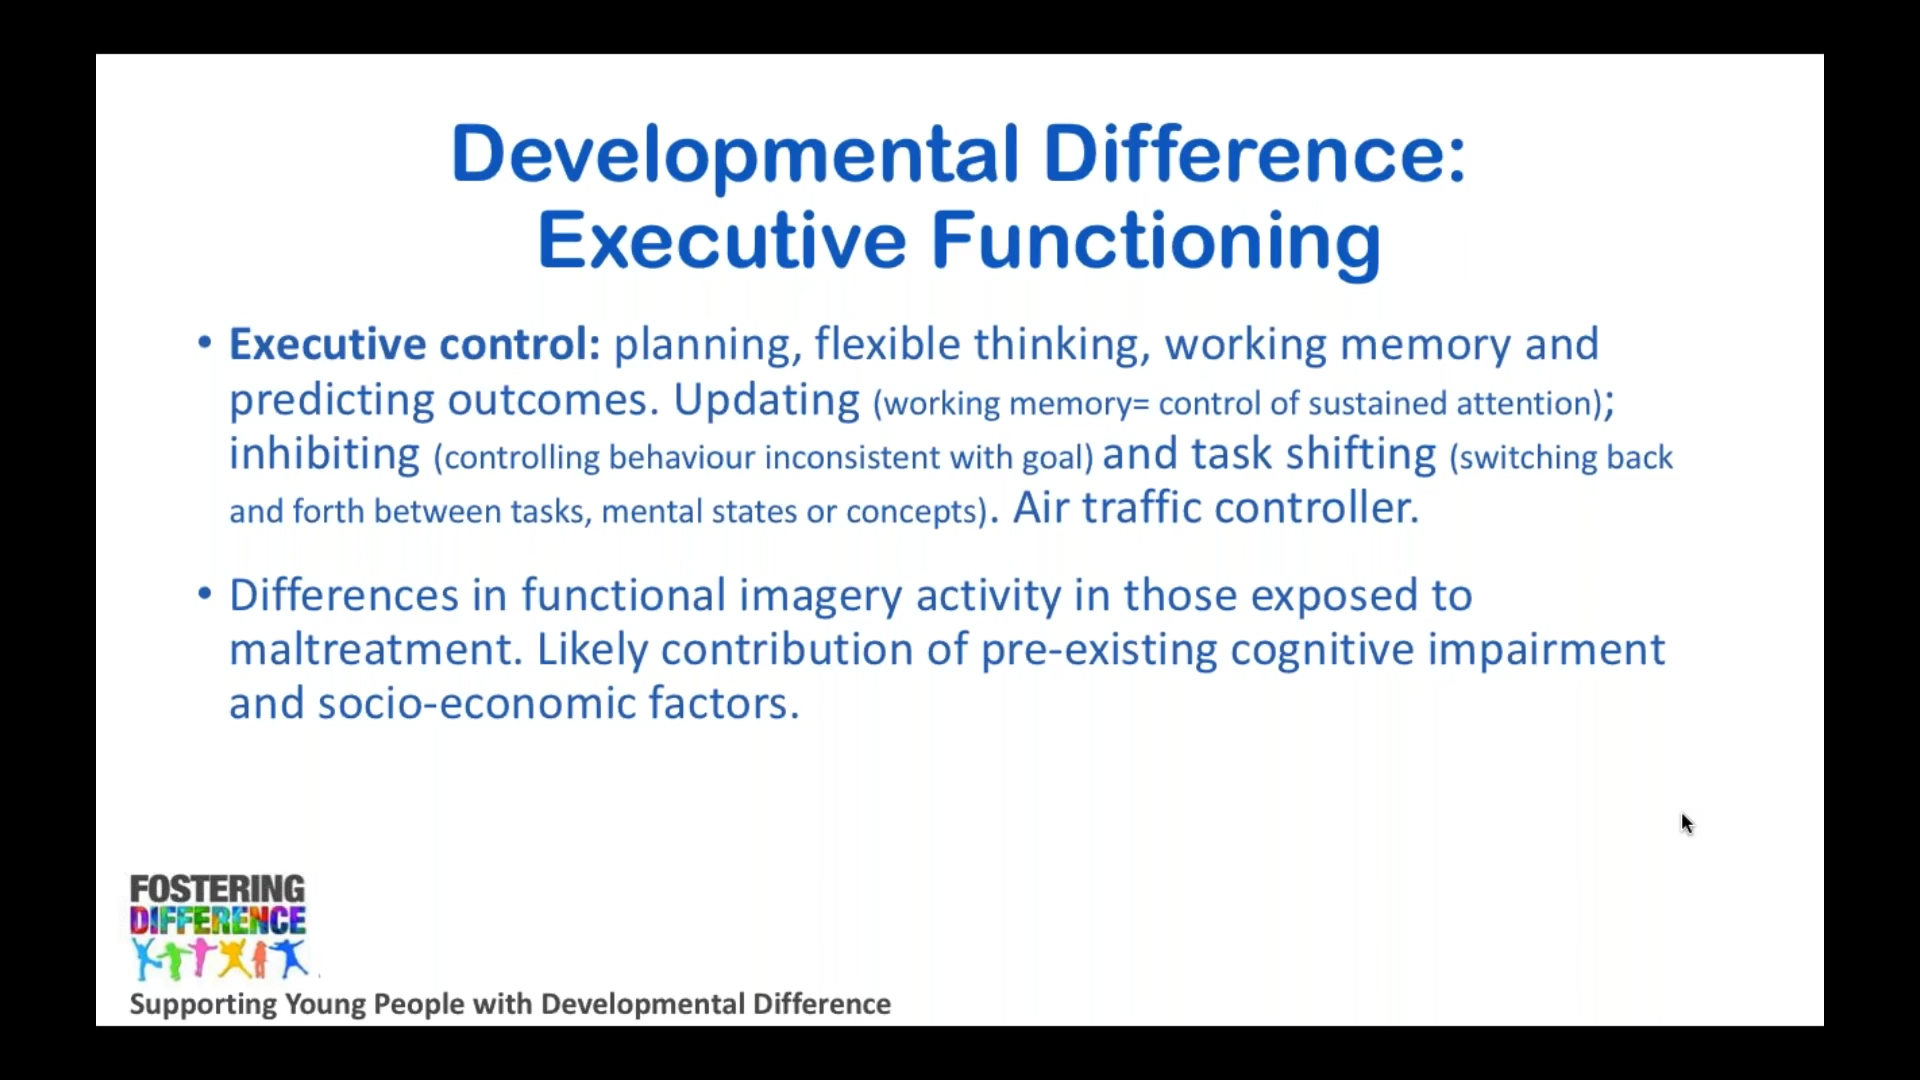 Developmental Difference:
Executive Functioning
• Executive control: planning, flexible thinking, working memory and
predicting outcomes. Updating (working memory= control of sustained attention);
inhibiting (controlling behaviour inconsistent with goal) and task shifting (switching back
and forth between tasks, mental states or concepts). Air traffic controller.
• Differences in functional imagery activity in those exposed to
maltreatment. Likely contribution of pre-existing cognitive impairment
and socio-economic factors.
FOSTERING
DIFFERENCE
Supporting Young People with Developmental Difference